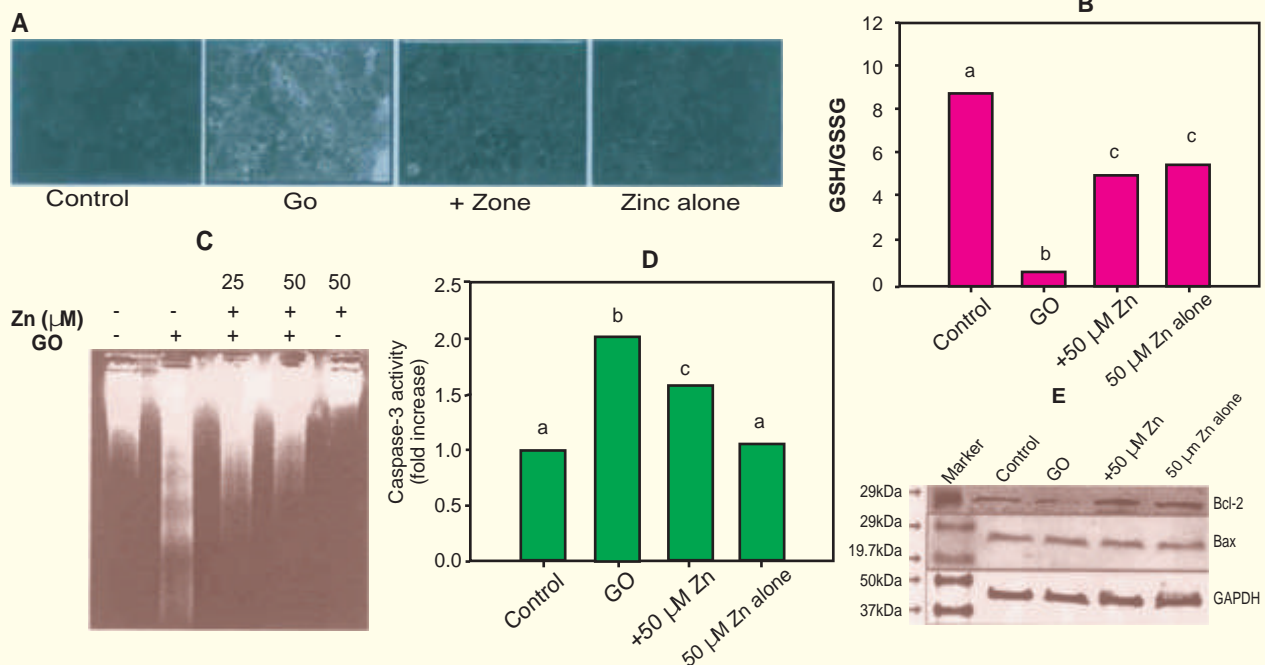 A
Control Go + Zone Zinc alone
B
GSH/GSSG
12
10
8
6
4
2
0
a
b
c
c
Control
GO
+50 µM Zn
50 µM Zn alone
C
25 50 50
Zn (µM) - - + + +
GO - + + + -
D
Caspase-3 activity
(fold increase)
2.5
2.0
1.5
1.0
0.5
0.0
a
b
c
a
Control
GO
+50 µM Zn
50 µM Zn alone
E
Marker
Control
GO
+50 µM Zn
50 µm Zn alone
29kDa
Bcl-2
29kDa
Bax
19.7kDa
50kDa
GAPDH
37kDa